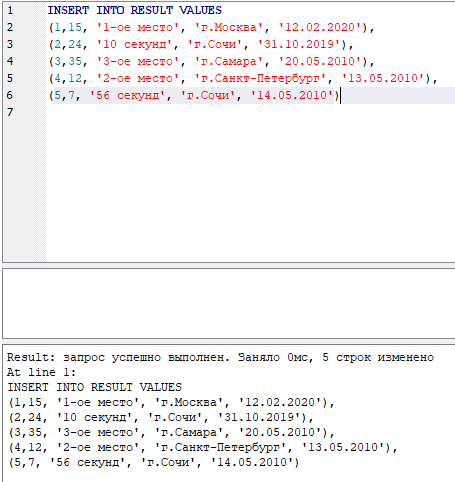 1 INSERT INTO RESULT VALUES
2 (1,15, '1-ое место', 'г.Москва', '12.02.2020'),
3 (2,24, '10 секунд', 'г.Сочи', '31.10.2019'),
4 (3,35, '3-ое место', 'г.Самара', '20.05.2010'),
5 (4,12, '2-ое место', 'г.Санкт-Петербург', '13.05.2010'),
6 (5,7, '56 секунд', 'г.Сочи', '14.05.2010')
7
Result: запрос успешно выполнен. Заняло 0мс, 5 строк изменено
At line 1:
INSERT INTO RESULT VALUES
(1,15, '1-ое место', 'г.Москва', '12.02.2020'),
(2,24, '10 секунд', 'г.Сочи', '31.10.2019'),
(3,35, '3-ое место', 'г.Самара', '20.05.2010'),
(4,12, '2-ое место', 'г.Санкт-Петербург', '13.05.2010'),
(5,7, '56 секунд', 'г.Сочи', '14.05.2010')